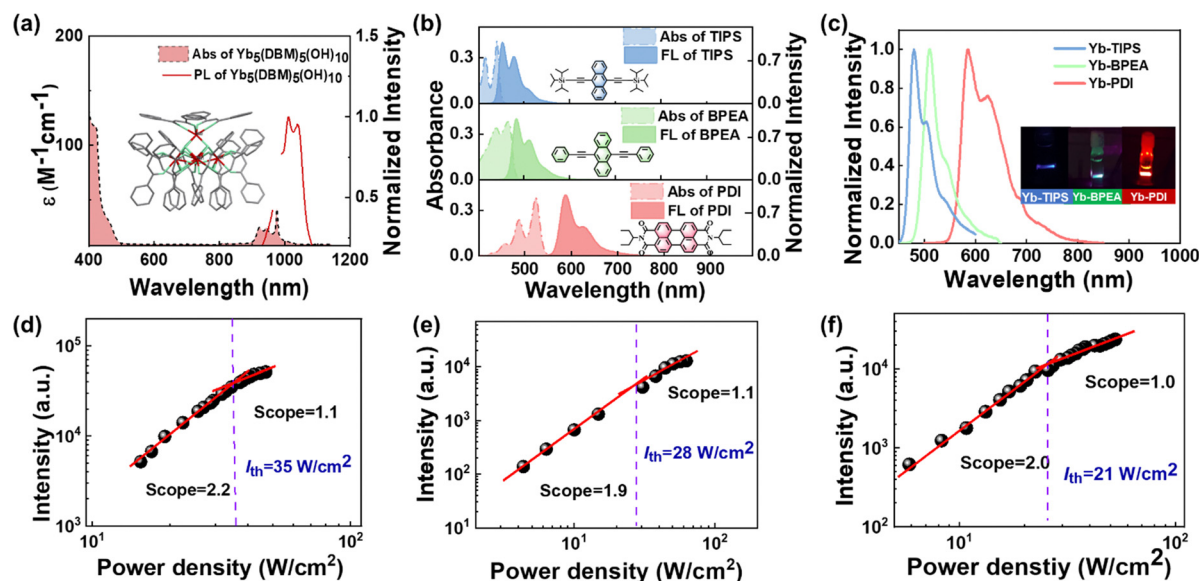 (a)
200
100
ε (M⁻¹cm⁻¹)
Abs of Yb₅(DBM)₅(OH)₁₀
PL of Yb₅(DBM)₅(OH)₁₀
1.5
1.0
0.5
Normalized Intensity
400 600 800 1000 1200
Wavelength (nm)
(b)
0.3
0.0
0.3
0.0
0.3
0.0
Absorbance
Abs of TIPS
FL of TIPS
Si
Si
Abs of BPEA
FL of BPEA
Abs of PDI
FL of PDI
O
O
N
N
O
O
0.7
0.0
0.7
0.0
0.7
0.0
Normalized Intensity
500 600 700 800 900
Wavelength (nm)
(c)
1.0
0.8
0.6
0.4
0.2
0.0
Normalized Intensity
Yb-TIPS
Yb-BPEA
Yb-PDI
Yb-TIPS Yb-BPEA Yb-PDI
500 600 700 800 900
Wavelength (nm)
(d)
10⁵
10⁴
10³
Intensity (a.u.)
Scope=1.1
Scope=2.2
Ith=35 W/cm²
10¹ 10²
Power density (W/cm²)
(e)
10⁴
10³
10²
10¹
Intensity (a.u.)
Scope=1.1
Ith=28 W/cm²
Scope=1.9
10¹ 10²
Power density (W/cm²)
(f)
10⁵
10⁴
10³
10²
Intensity (a.u.)
Scope=1.0
Scope=2.0
Ith=21 W/cm²
10¹ 10²
Power density (W/cm²)